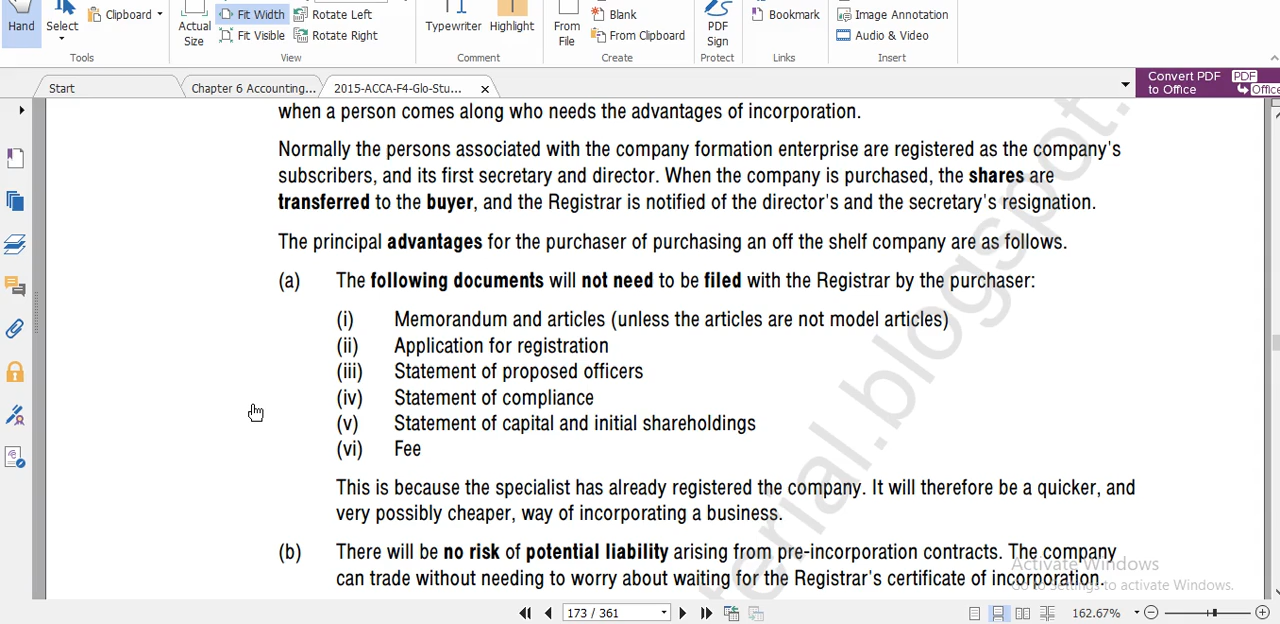 Hand
Select
Clipboard
Tools
Actual
Size
Fit Width
Fit Visible
Rotate Left
Rotate Right
View
Typewriter
Highlight
Comment
From
File
Blank
From Clipboard
Create
PDF
Sign
Protect
Bookmark
Links
Image Annotation
Audio & Video
Insert
Start
Chapter 6 Accounting...
2015-ACCA-F4-Glo-Stu...
Convert PDF
to Office
PDF
Office
when a person comes along who needs the advantages of incorporation.
Normally the persons associated with the company formation enterprise are registered as the company's
subscribers, and its first secretary and director. When the company is purchased, the shares are
transferred to the buyer, and the Registrar is notified of the director's and the secretary's resignation.
The principal advantages for the purchaser of purchasing an off the shelf company are as follows.
(a) The following documents will not need to be filed with the Registrar by the purchaser:
(i) Memorandum and articles (unless the articles are not model articles)
(ii) Application for registration
(iii) Statement of proposed officers
(iv) Statement of compliance
(v) Statement of capital and initial shareholdings
(vi) Fee
This is because the specialist has already registered the company. It will therefore be a quicker, and
very possibly cheaper, way of incorporating a business.
(b) There will be no risk of potential liability arising from pre-incorporation contracts. The company
can trade without needing to worry about waiting for the Registrar's certificate of incorporation.
erial.blogspot.
Activate Windows
Go to Settings to activate Windows.
173 / 361
162.67%